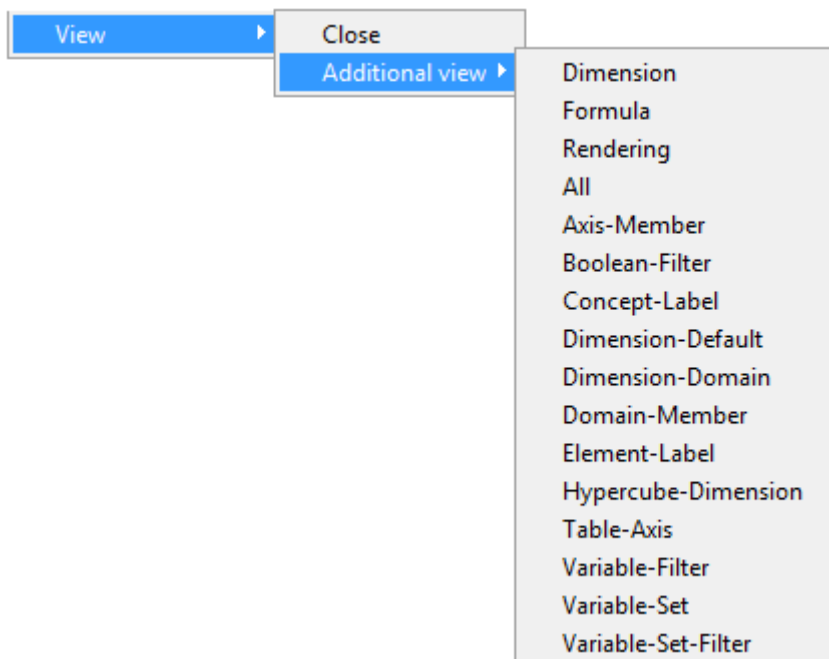 View
Close
Additional view
Dimension
Formula
Rendering
All
Axis-Member
Boolean-Filter
Concept-Label
Dimension-Default
Dimension-Domain
Domain-Member
Element-Label
Hypercube-Dimension
Table-Axis
Variable-Filter
Variable-Set
Variable-Set-Filter